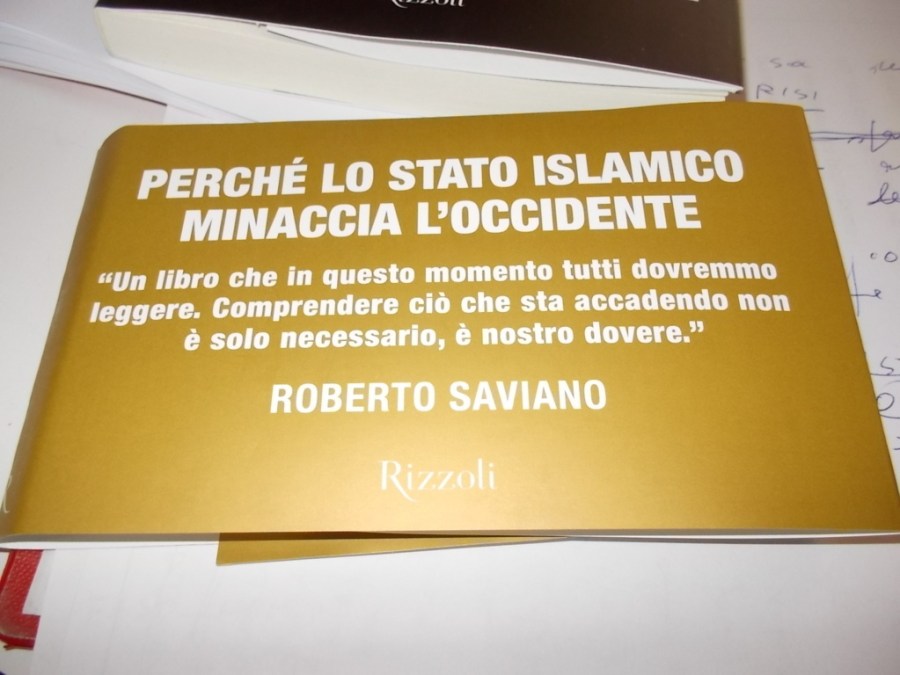 Rizzoli
PERCHÉ LO STATO ISLAMICO
MINACCIA L'OCCIDENTE
“Un libro che in questo momento tutti dovremmo
leggere. Comprendere ciò che sta accadendo non
è solo necessario, è nostro dovere.”
ROBERTO SAVIANO
Rizzoli